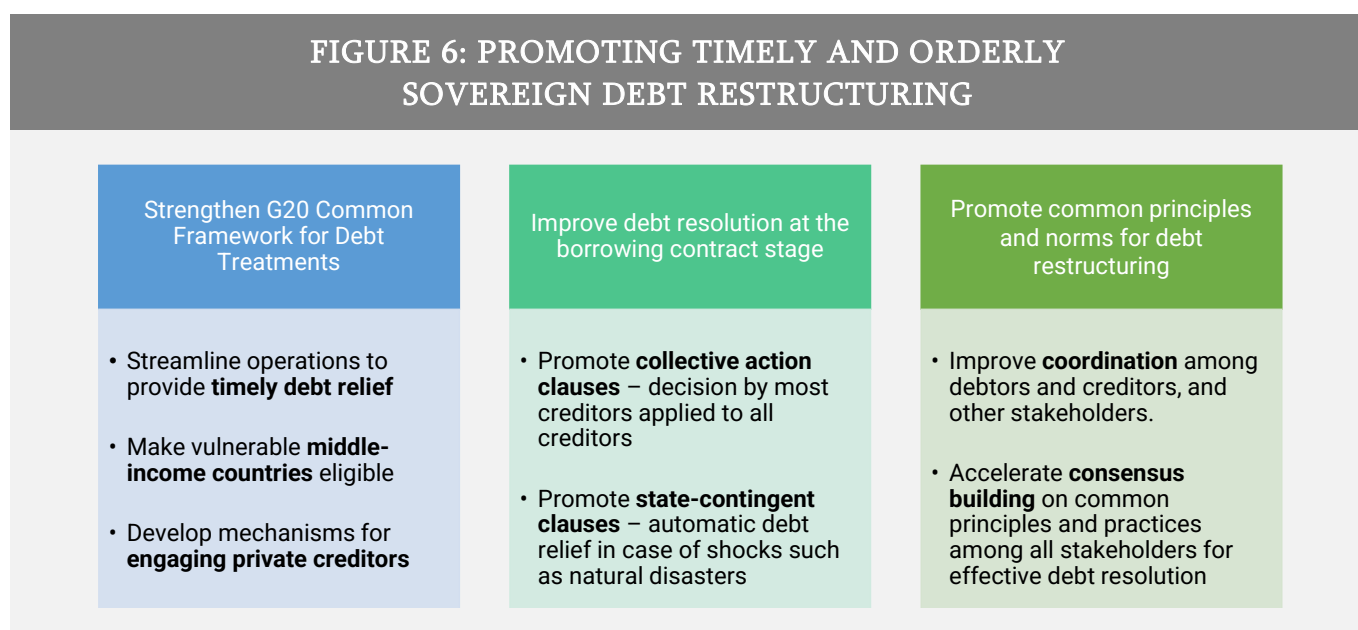 FIGURE 6: PROMOTING TIMELY AND ORDERLY
SOVEREIGN DEBT RESTRUCTURING
Strengthen G20 Common
Framework for Debt
Treatments
• Streamline operations to
provide timely debt relief
• Make vulnerable middle-
income countries eligible
• Develop mechanisms for
engaging private creditors
Improve debt resolution at the
borrowing contract stage
• Promote collective action
clauses – decision by most
creditors applied to all
creditors
• Promote state-contingent
clauses – automatic debt
relief in case of shocks such
as natural disasters
Promote common principles
and norms for debt
restructuring
• Improve coordination among
debtors and creditors, and
other stakeholders.
• Accelerate consensus
building on common
principles and practices
among all stakeholders for
effective debt resolution